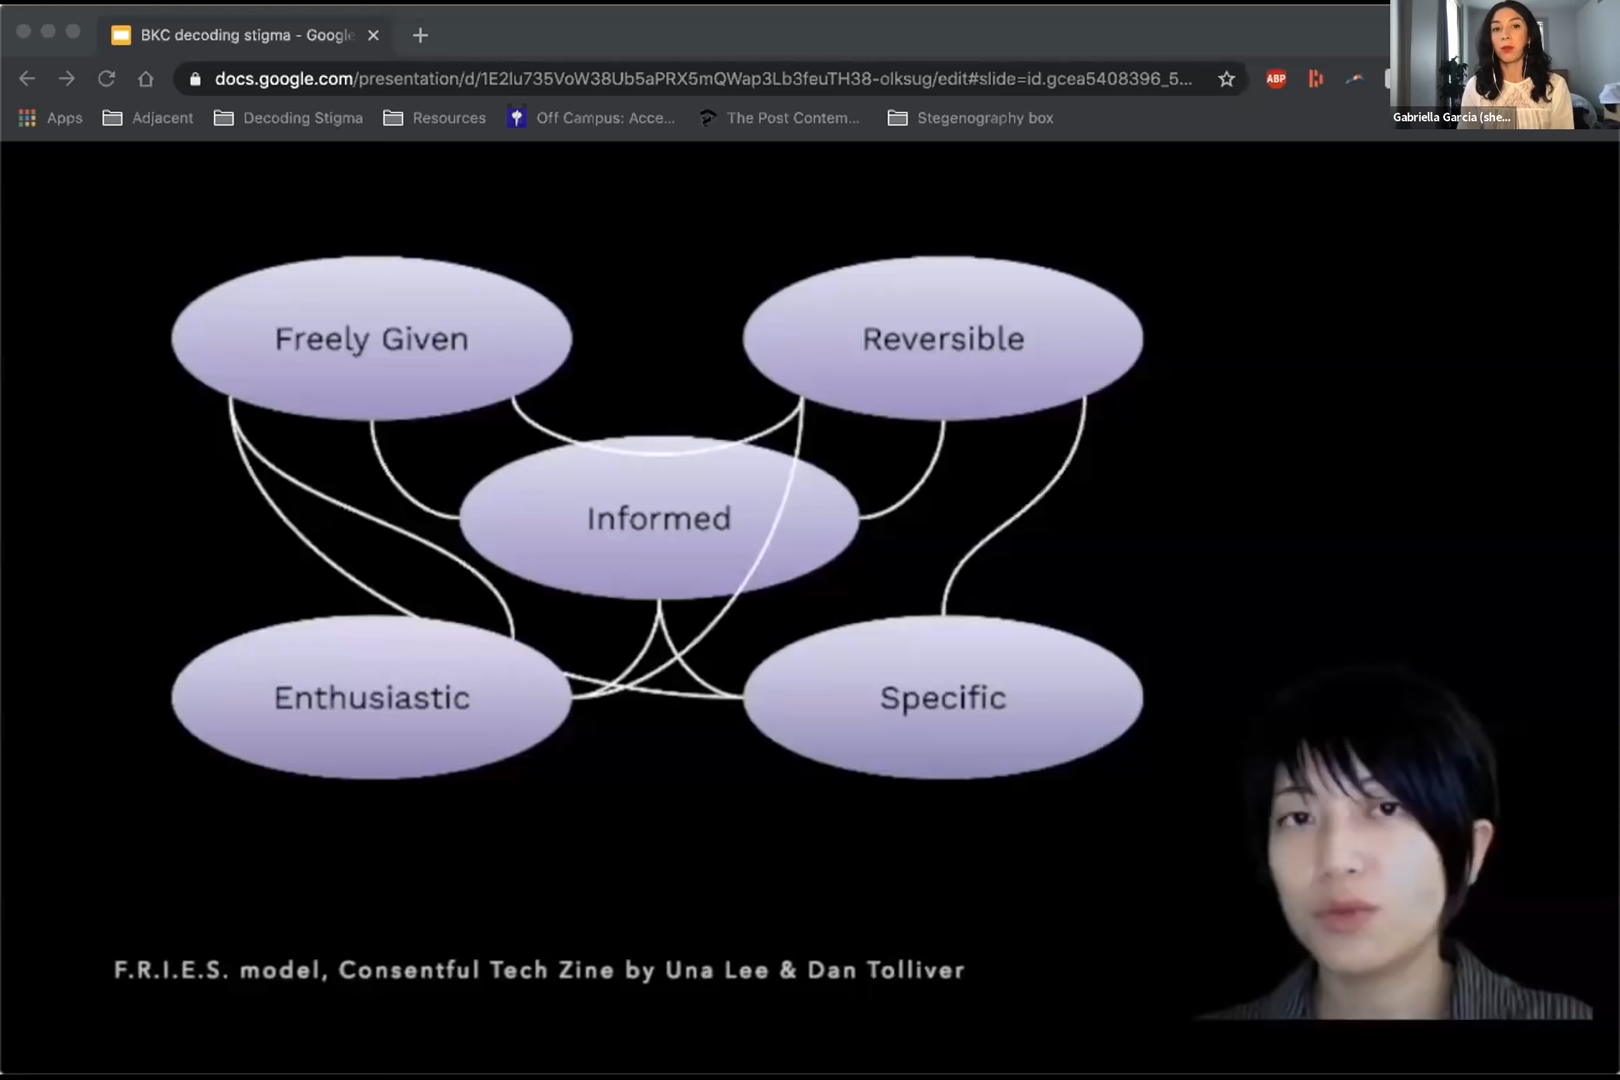 BKC decoding stigma - Google
docs.google.com/presentation/d/1E2lu735VoW38Ub5aPRX5mQWap3Lb3feuTH38-olksug/edit#slide=id.gcea5408396_5...
ABP
Apps Adjacent Decoding Stigma Resources Off Campus: Acce... The Post Contem... Stegenography box
Gabriella Garcia (she...
Freely Given
Reversible
Informed
Enthusiastic
Specific
F.R.I.E.S. model, Consentful Tech Zine by Una Lee & Dan Tolliver